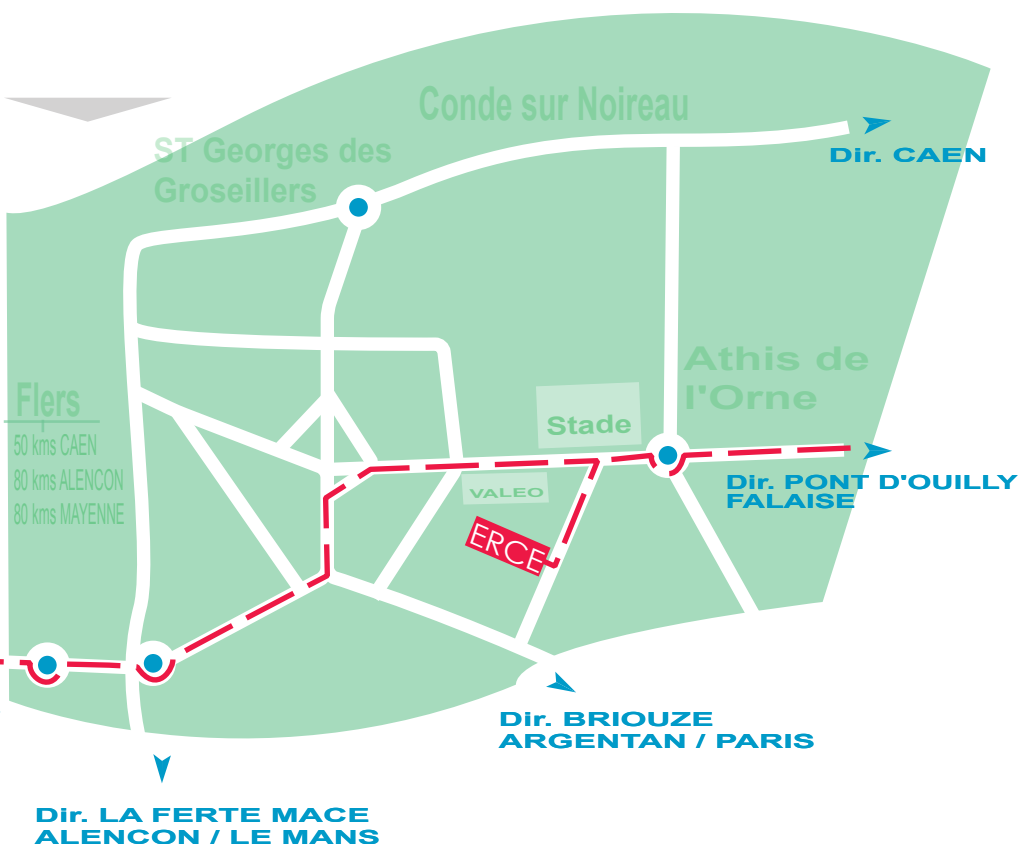 Conde sur Noireau
ST Georges des
Groseillers
Dir. CAEN
Athis de
l'Orne
Flers
50 kms CAEN
80 kms ALENCON
80 kms MAYENNE
Stade
VALEO
Dir. PONT D'OUILLY
FALAISE
ERCE
Dir. BRIOUZE
ARGENTAN / PARIS
Dir. LA FERTE MACE
ALENCON / LE MANS